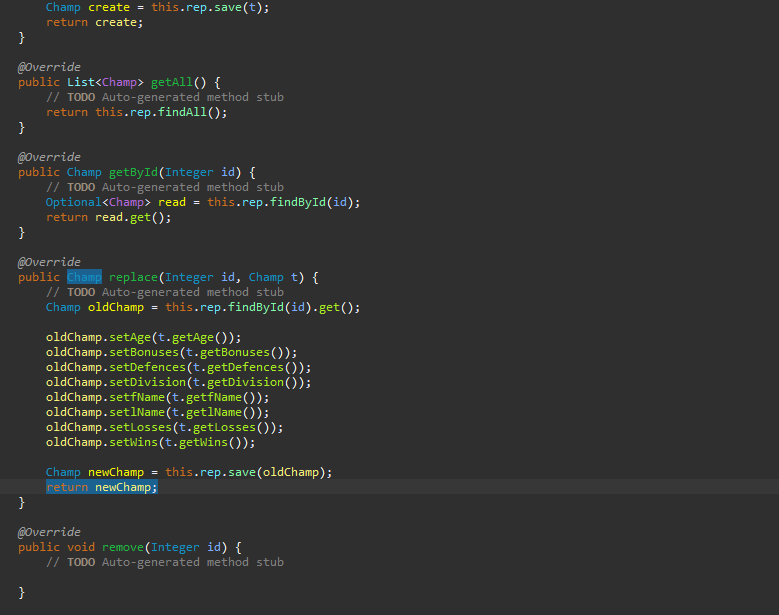 Champ create = this.rep.save(t);
return create;
}
@Override
public List<Champ> getAll() {
// TODO Auto-generated method stub
return this.rep.findAll();
}
@Override
public Champ getById(Integer id) {
// TODO Auto-generated method stub
Optional<Champ> read = this.rep.findById(id);
return read.get();
}
@Override
public Champ replace(Integer id, Champ t) {
// TODO Auto-generated method stub
Champ oldChamp = this.rep.findById(id).get();
oldChamp.setAge(t.getAge());
oldChamp.setBonuses(t.getBonuses());
oldChamp.setDefences(t.getDefences());
oldChamp.setDivision(t.getDivision());
oldChamp.setfName(t.getfName());
oldChamp.setlName(t.getlName());
oldChamp.setLosses(t.getLosses());
oldChamp.setWins(t.getWins());
Champ newChamp = this.rep.save(oldChamp);
return newChamp;
}
@Override
public void remove(Integer id) {
// TODO Auto-generated method stub
}